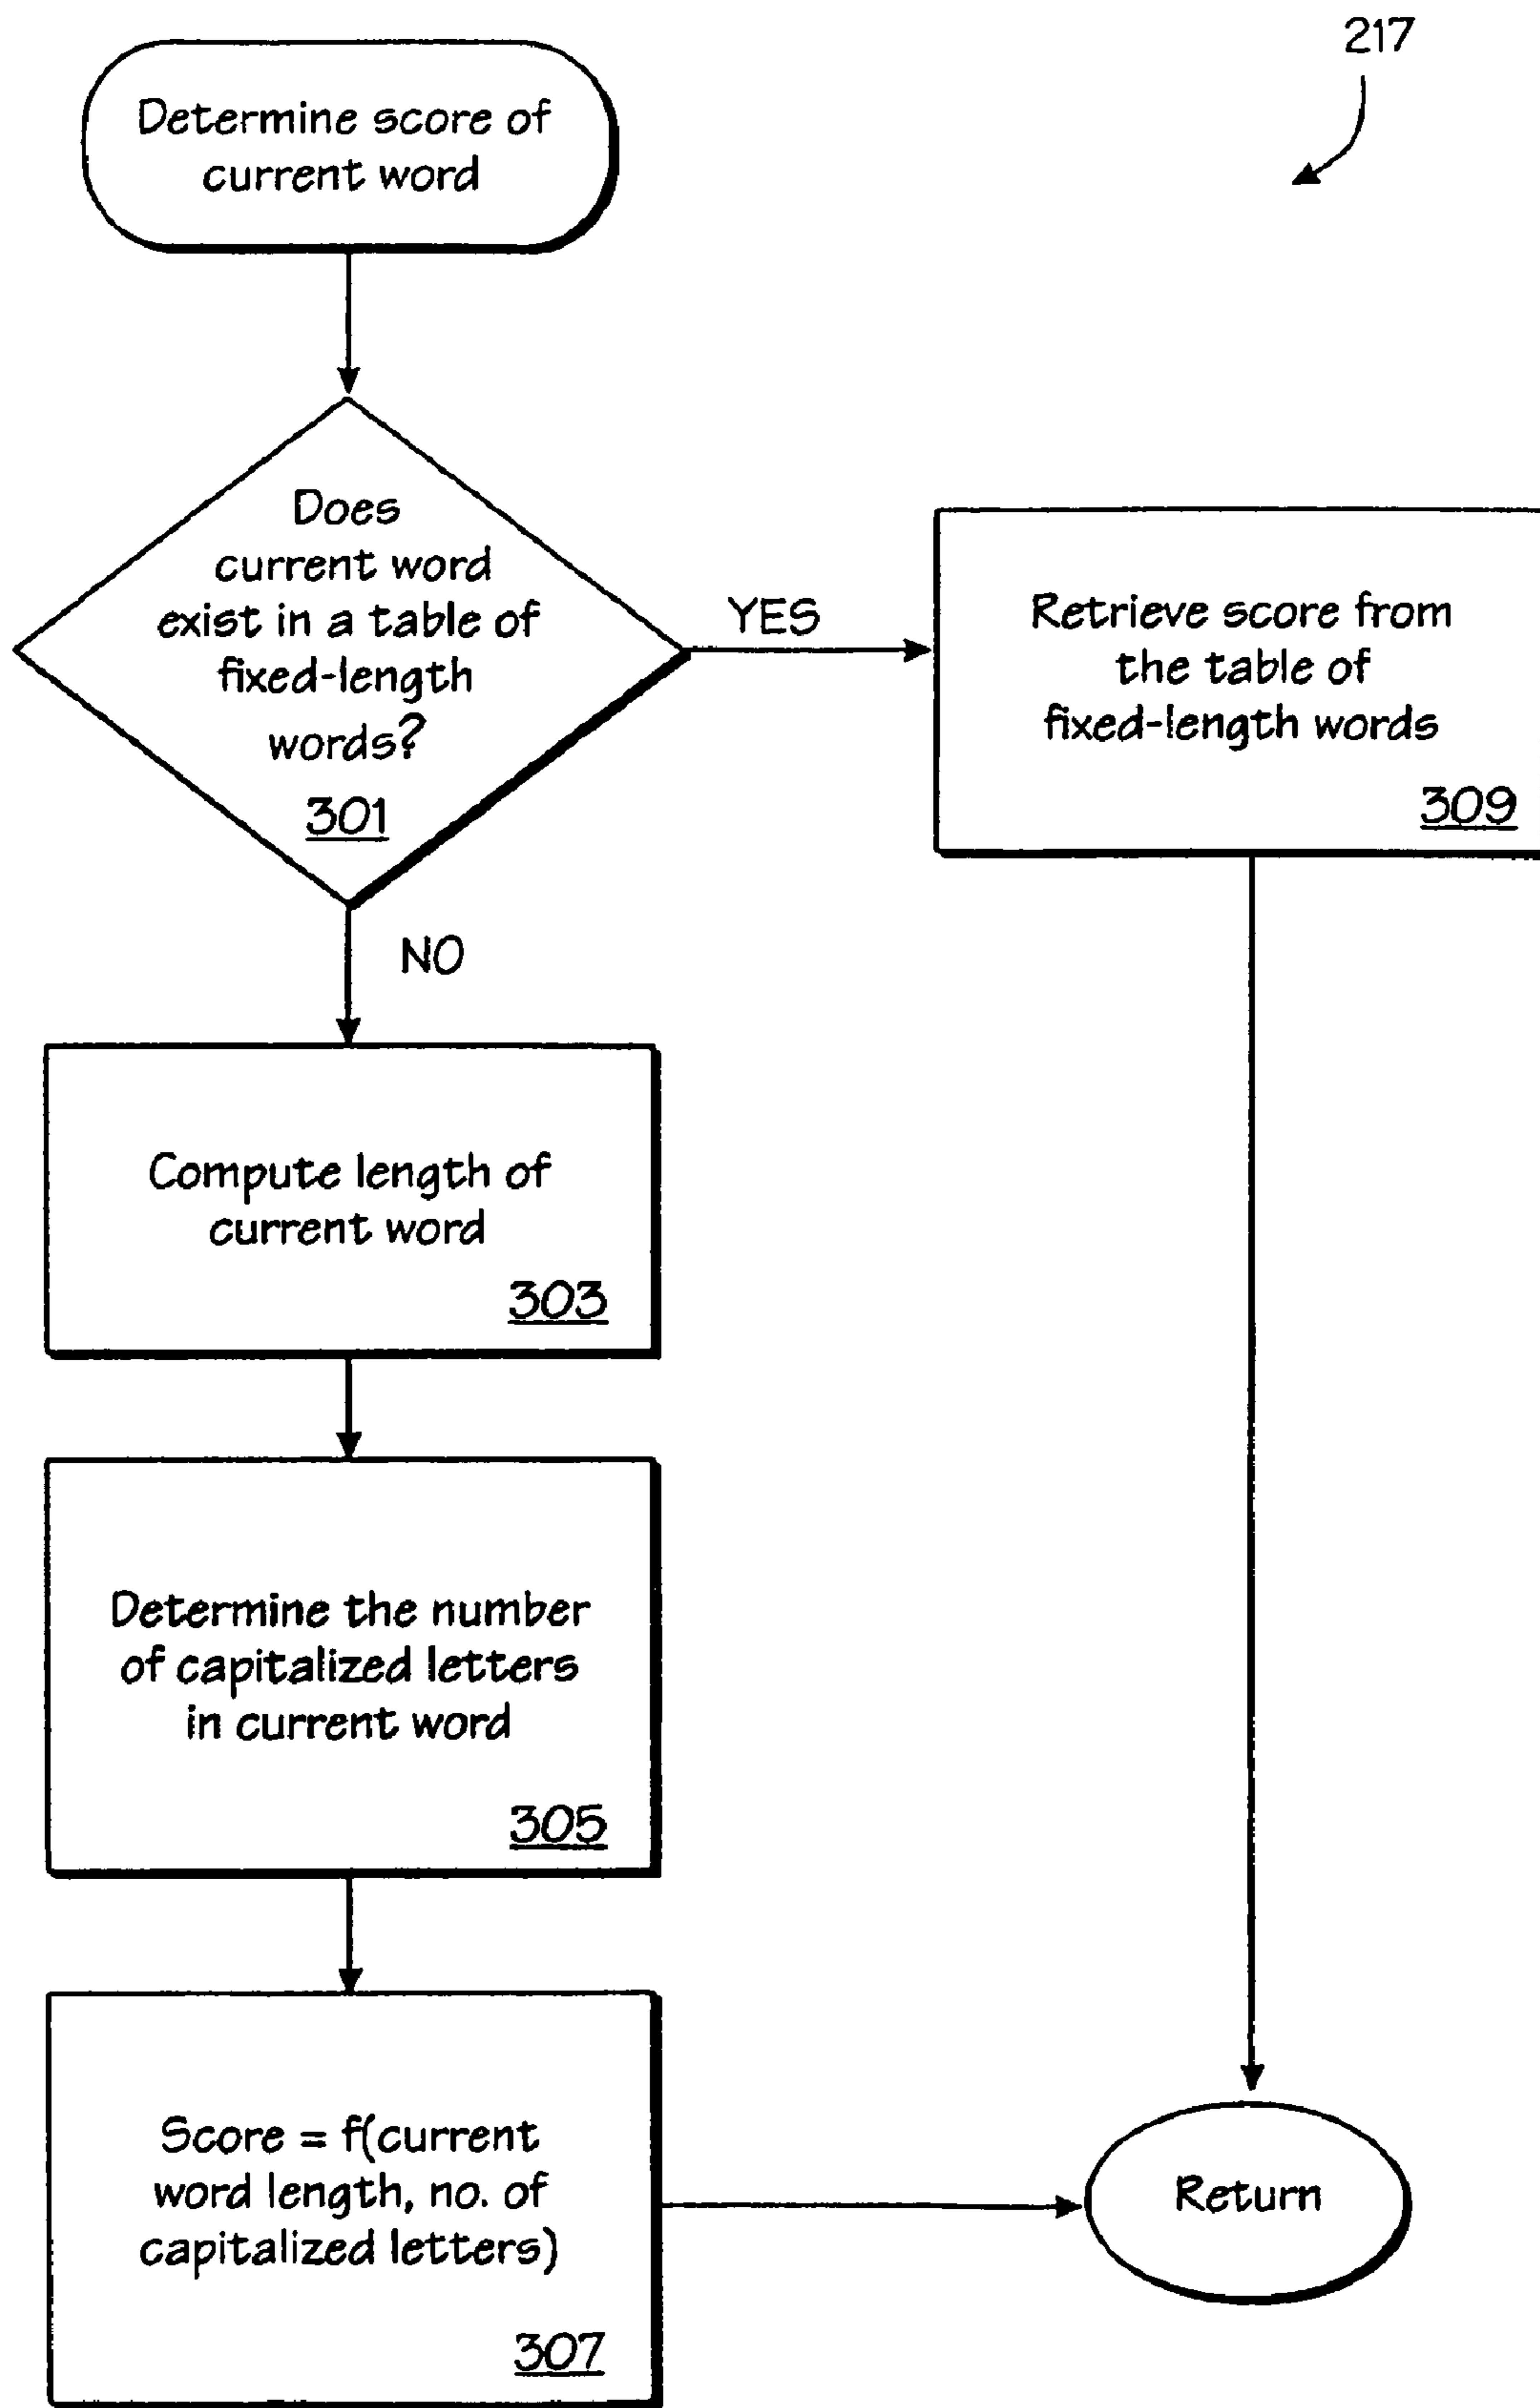 217
Determine score of
current word
Does
current word
exist in a table of
fixed-length
words?
301
YES
Retrieve score from
the table of
fixed-length words
309
NO
Compute length of
current word
303
Determine the number
of capitalized letters
in current word
305
Score = f(current
word length, no. of
capitalized letters)
307
Return